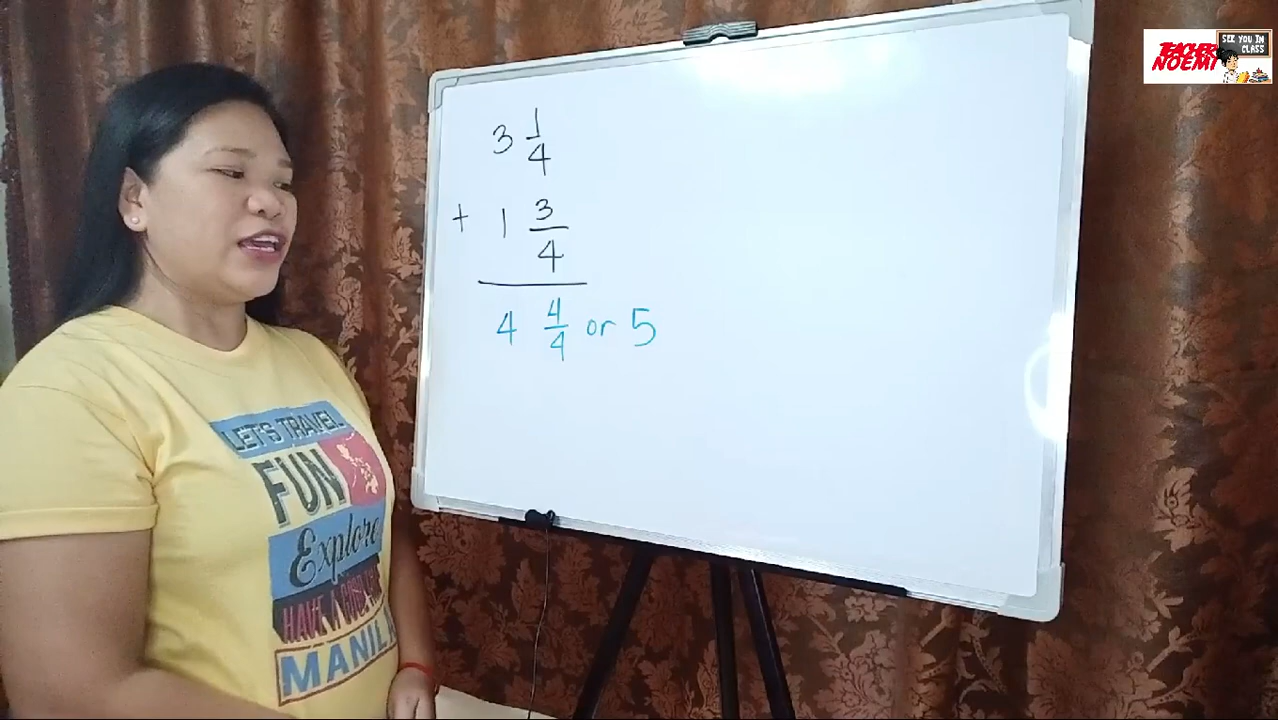 TEACHER
NOEMI
SEE YOU IN
CLASS
3 1/4
+ 1 3/4
4 4/4 or 5
LET'S TRAVEL
FUN
Explore
HAVE A
MANILA